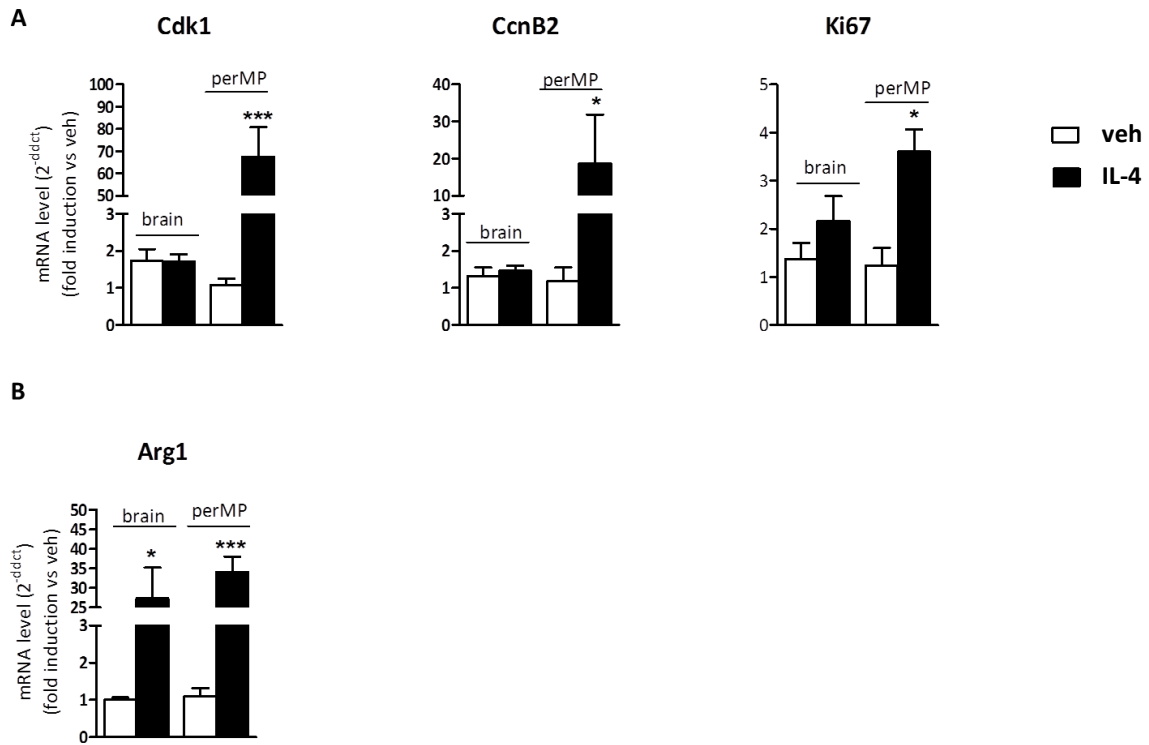 A
Cdk1
CcnB2
Ki67
mRNA level (2^-ddct)
(fold induction vs veh)
100
90
80
70
60
50
3
2
1
0
brain
perMP
***
40
30
20
10
3
2
1
0
brain
perMP
*
5
4
3
2
1
0
brain
perMP
*
veh
IL-4
B
Arg1
mRNA level (2^-ddct)
(fold induction vs veh)
50
45
40
35
30
25
3
2
1
0
brain
perMP
*
***